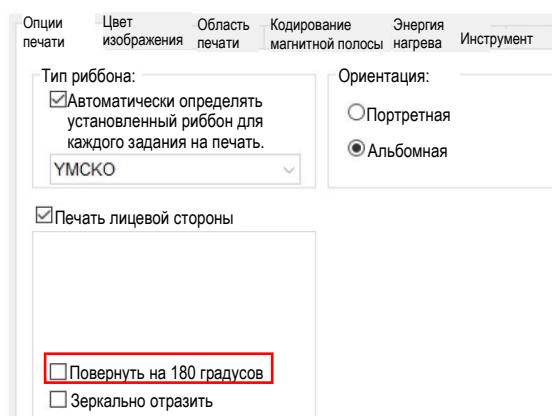 Опции печати
Цвет изображения
Область печати
Кодирование магнитной полосы
Энергия нагрева
Инструмент
Тип риббона:
Автоматически определять
установленный риббон для
каждого задания на печать.
YMCKO
Ориентация:
Портретная
Альбомная
Печать лицевой стороны
Повернуть на 180 градусов
Зеркально отразить